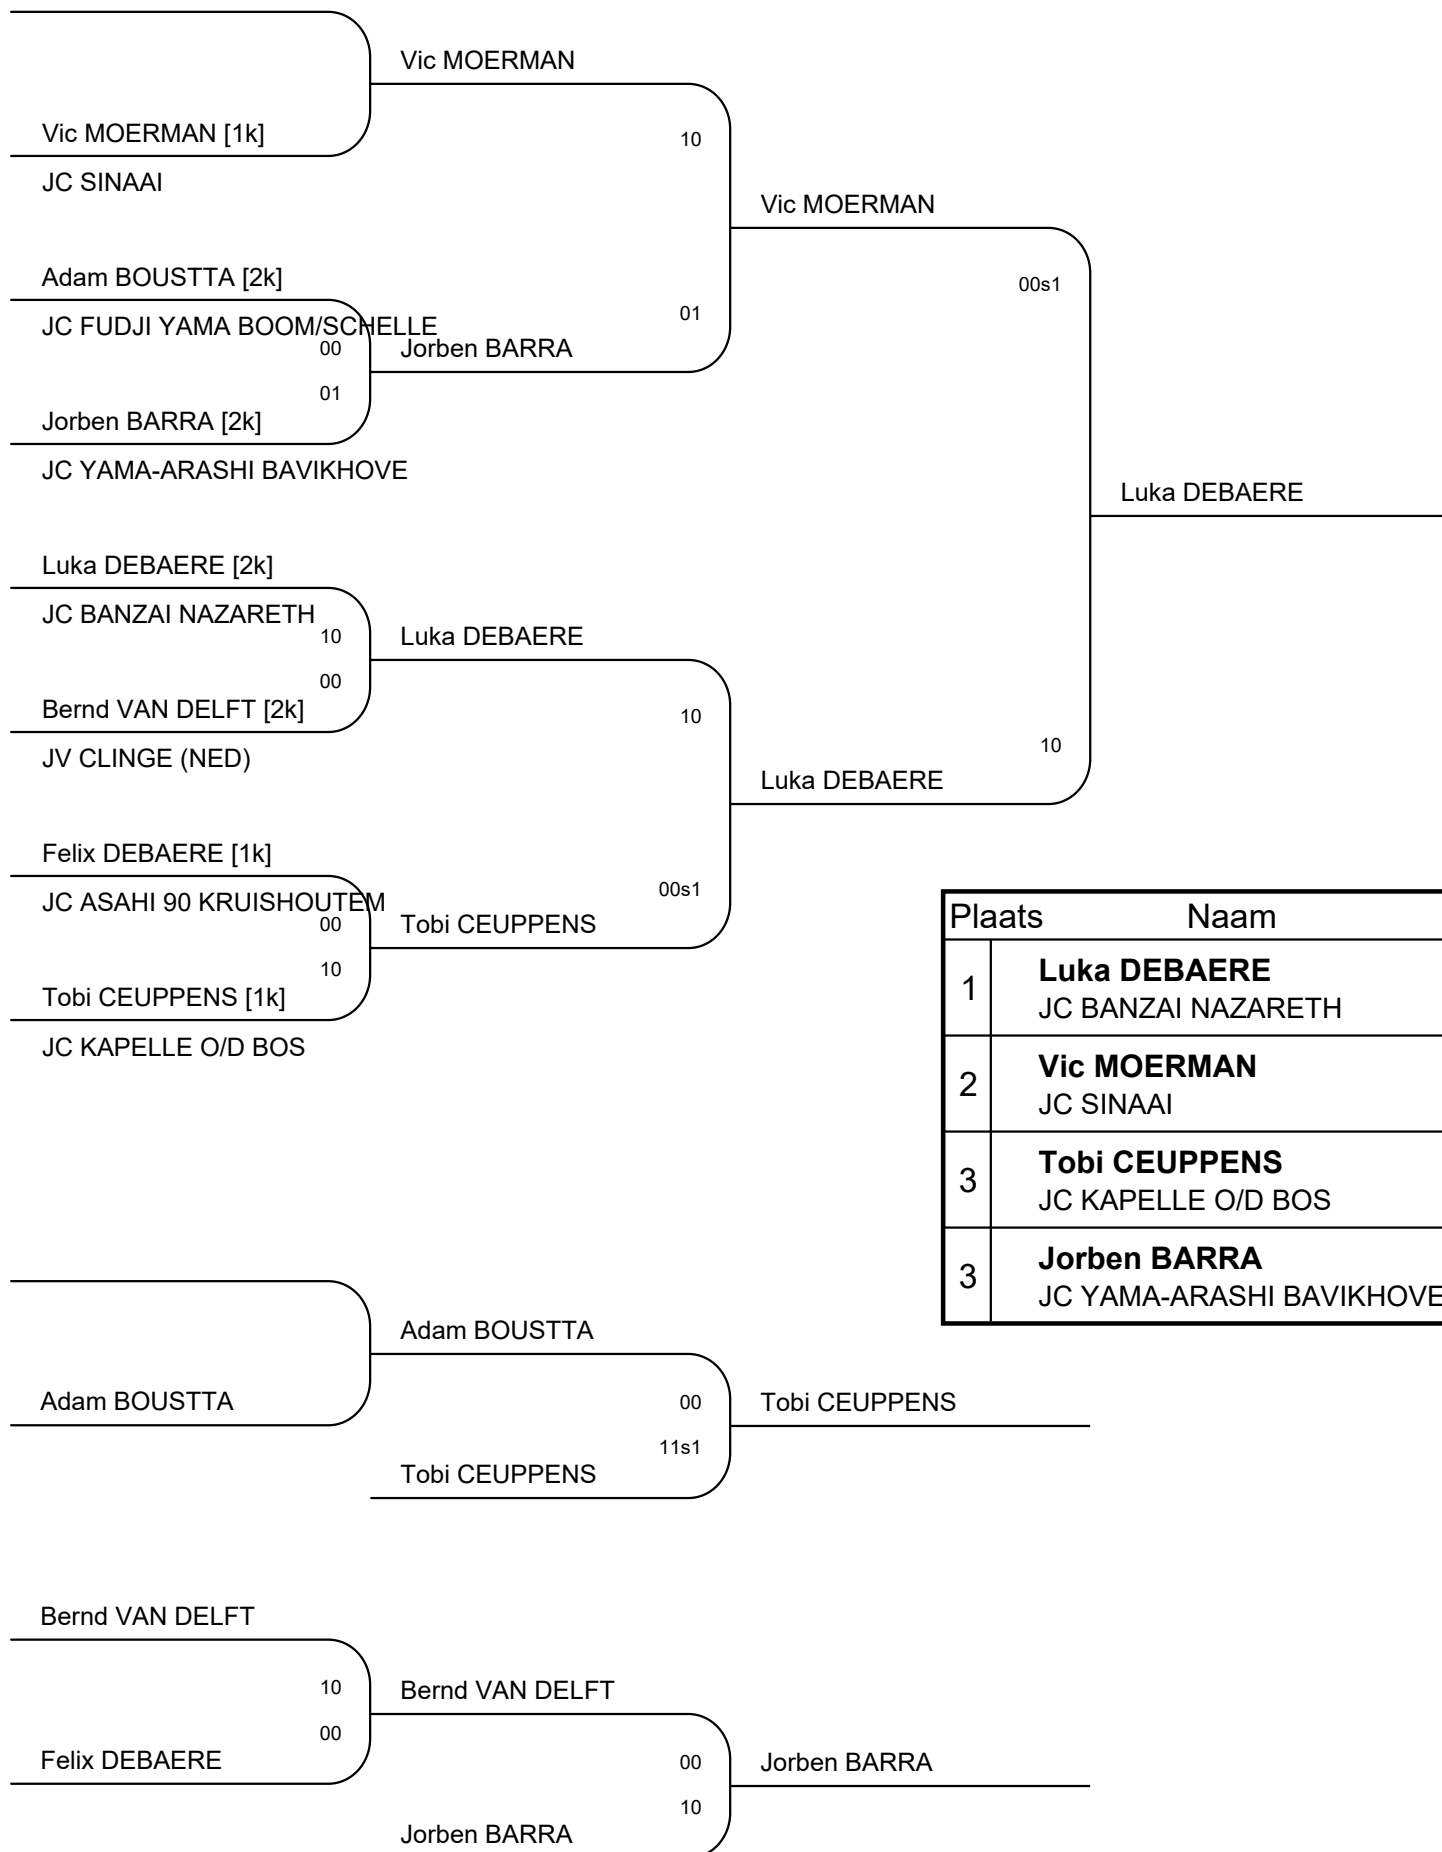 Vic MOERMAN
Vic MOERMAN [1k]
10
JC SINAAI
Vic MOERMAN
Adam BOUSTTA [2k]
00s1
JC FUDJI YAMA BOOM/SCHELLE
01
00
Jorben BARRA
01
Jorben BARRA [2k]
JC YAMA-ARASHI BAVIKHOVE
Luka DEBAERE
Luka DEBAERE [2k]
JC BANZAI NAZARETH
10
Luka DEBAERE
00
Bernd VAN DELFT [2k]
10
JV CLINGE (NED)
10
Luka DEBAERE
Felix DEBAERE [1k]
JC ASAHI 90 KRUISHOUTEM
00s1
00
Tobi CEUPPENS
10
Tobi CEUPPENS [1k]
JC KAPELLE O/D BOS
Plaats Naam
1 Luka DEBAERE
JC BANZAI NAZARETH
2 Vic MOERMAN
JC SINAAI
3 Tobi CEUPPENS
JC KAPELLE O/D BOS
3 Jorben BARRA
JC YAMA-ARASHI BAVIKHOVE
Adam BOUSTTA
Adam BOUSTTA
00
Tobi CEUPPENS
11s1
Tobi CEUPPENS
Bernd VAN DELFT
10
Bernd VAN DELFT
00
Felix DEBAERE
00
Jorben BARRA
10
Jorben BARRA